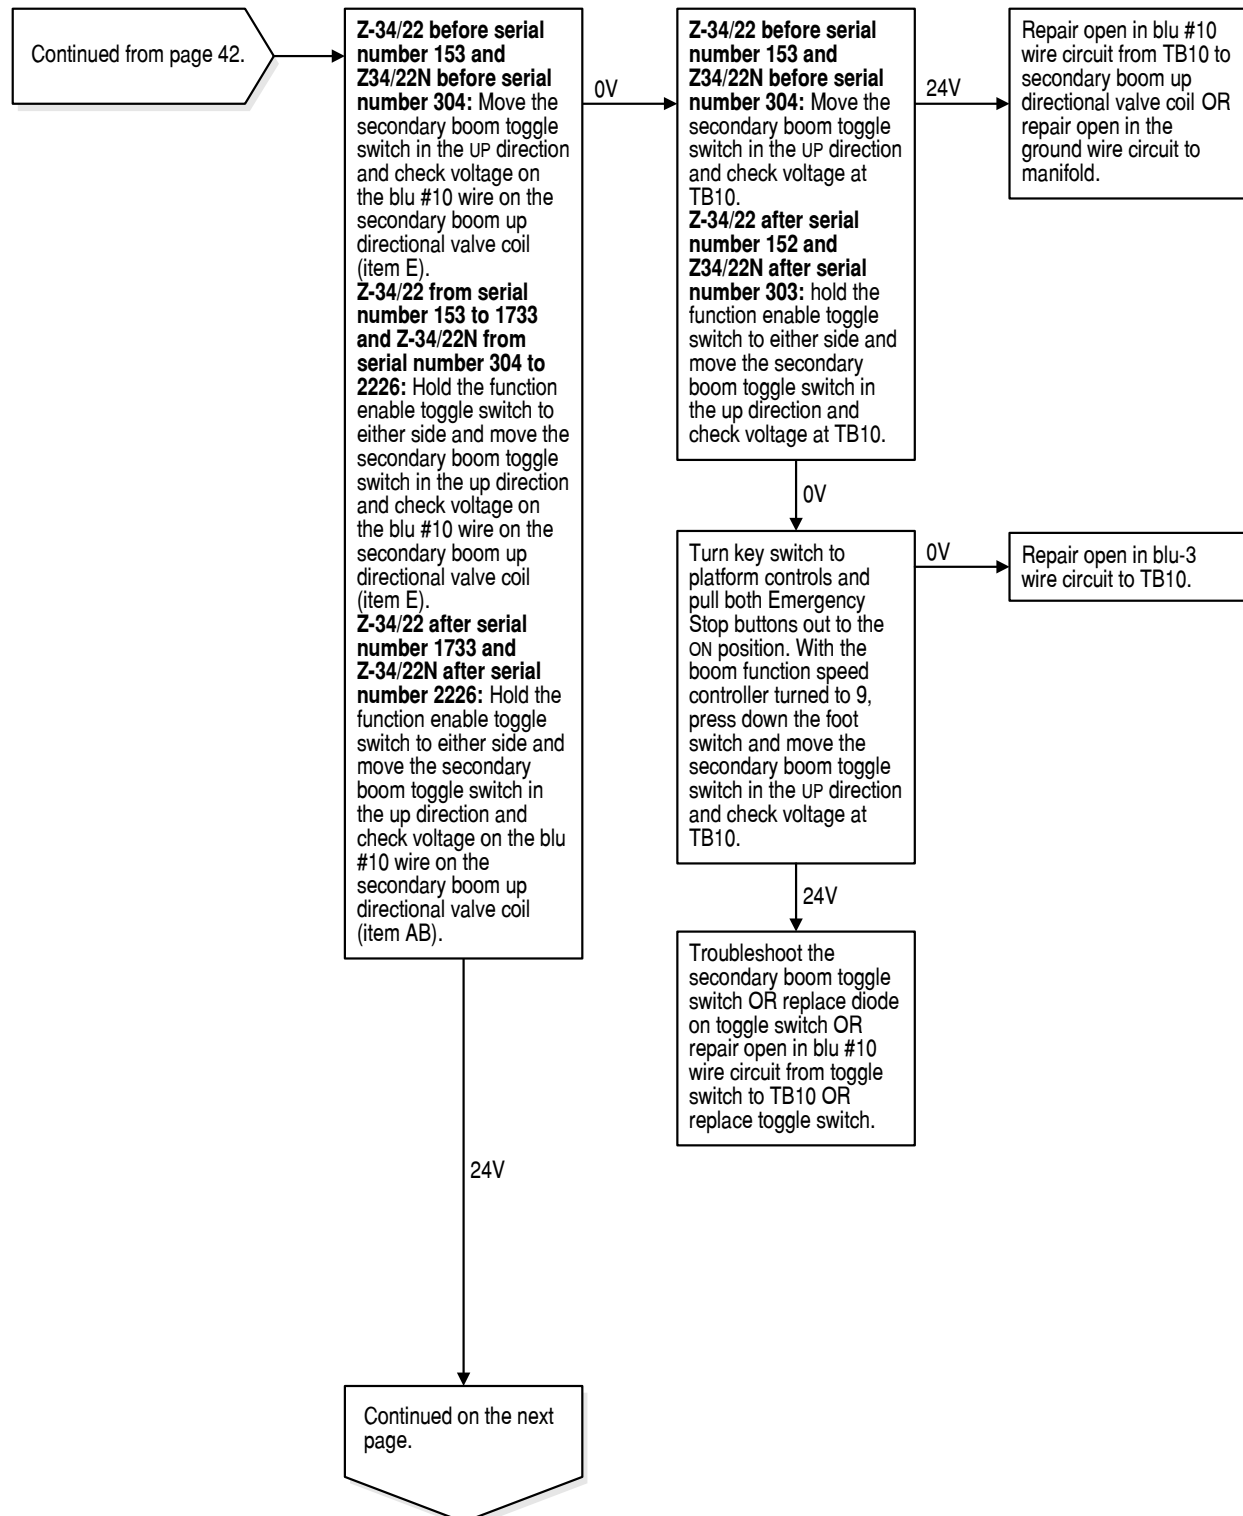 Continued from page 42.
Z-34/22 before serial
number 153 and
Z34/22N before serial
number 304: Move the
secondary boom toggle
switch in the UP direction
and check voltage on
the blu #10 wire on the
secondary boom up
directional valve coil
(item E).
Z-34/22 from serial
number 153 to 1733
and Z-34/22N from
serial number 304 to
2226: Hold the function
enable toggle switch to
either side and move the
secondary boom toggle
switch in the up direction
and check voltage on
the blu #10 wire on the
secondary boom up
directional valve coil
(item E).
Z-34/22 after serial
number 1733 and
Z-34/22N after serial
number 2226: Hold the
function enable toggle
switch to either side and
move the secondary
boom toggle switch in
the up direction and
check voltage on the blu
#10 wire on the
secondary boom up
directional valve coil
(item AB).
0V
Z-34/22 before serial
number 153 and
Z34/22N before serial
number 304: Move the
secondary boom toggle
switch in the UP direction
and check voltage at
TB10.
Z-34/22 after serial
number 152 and
Z34/22N after serial
number 303: hold the
function enable toggle
switch to either side and
move the secondary
boom toggle switch in
the up direction and
check voltage at TB10.
24V
Repair open in blu #10
wire circuit from TB10 to
secondary boom up
directional valve coil OR
repair open in the
ground wire circuit to
manifold.
0V
Turn key switch to
platform controls and
pull both Emergency
Stop buttons out to the
ON position. With the
boom function speed
controller turned to 9,
press down the foot
switch and move the
secondary boom toggle
switch in the UP direction
and check voltage at
TB10.
0V
Repair open in blu-3
wire circuit to TB10.
24V
Troubleshoot the
secondary boom toggle
switch OR replace diode
on toggle switch OR
repair open in blu #10
wire circuit from toggle
switch to TB10 OR
replace toggle switch.
24V
Continued on the next
page.